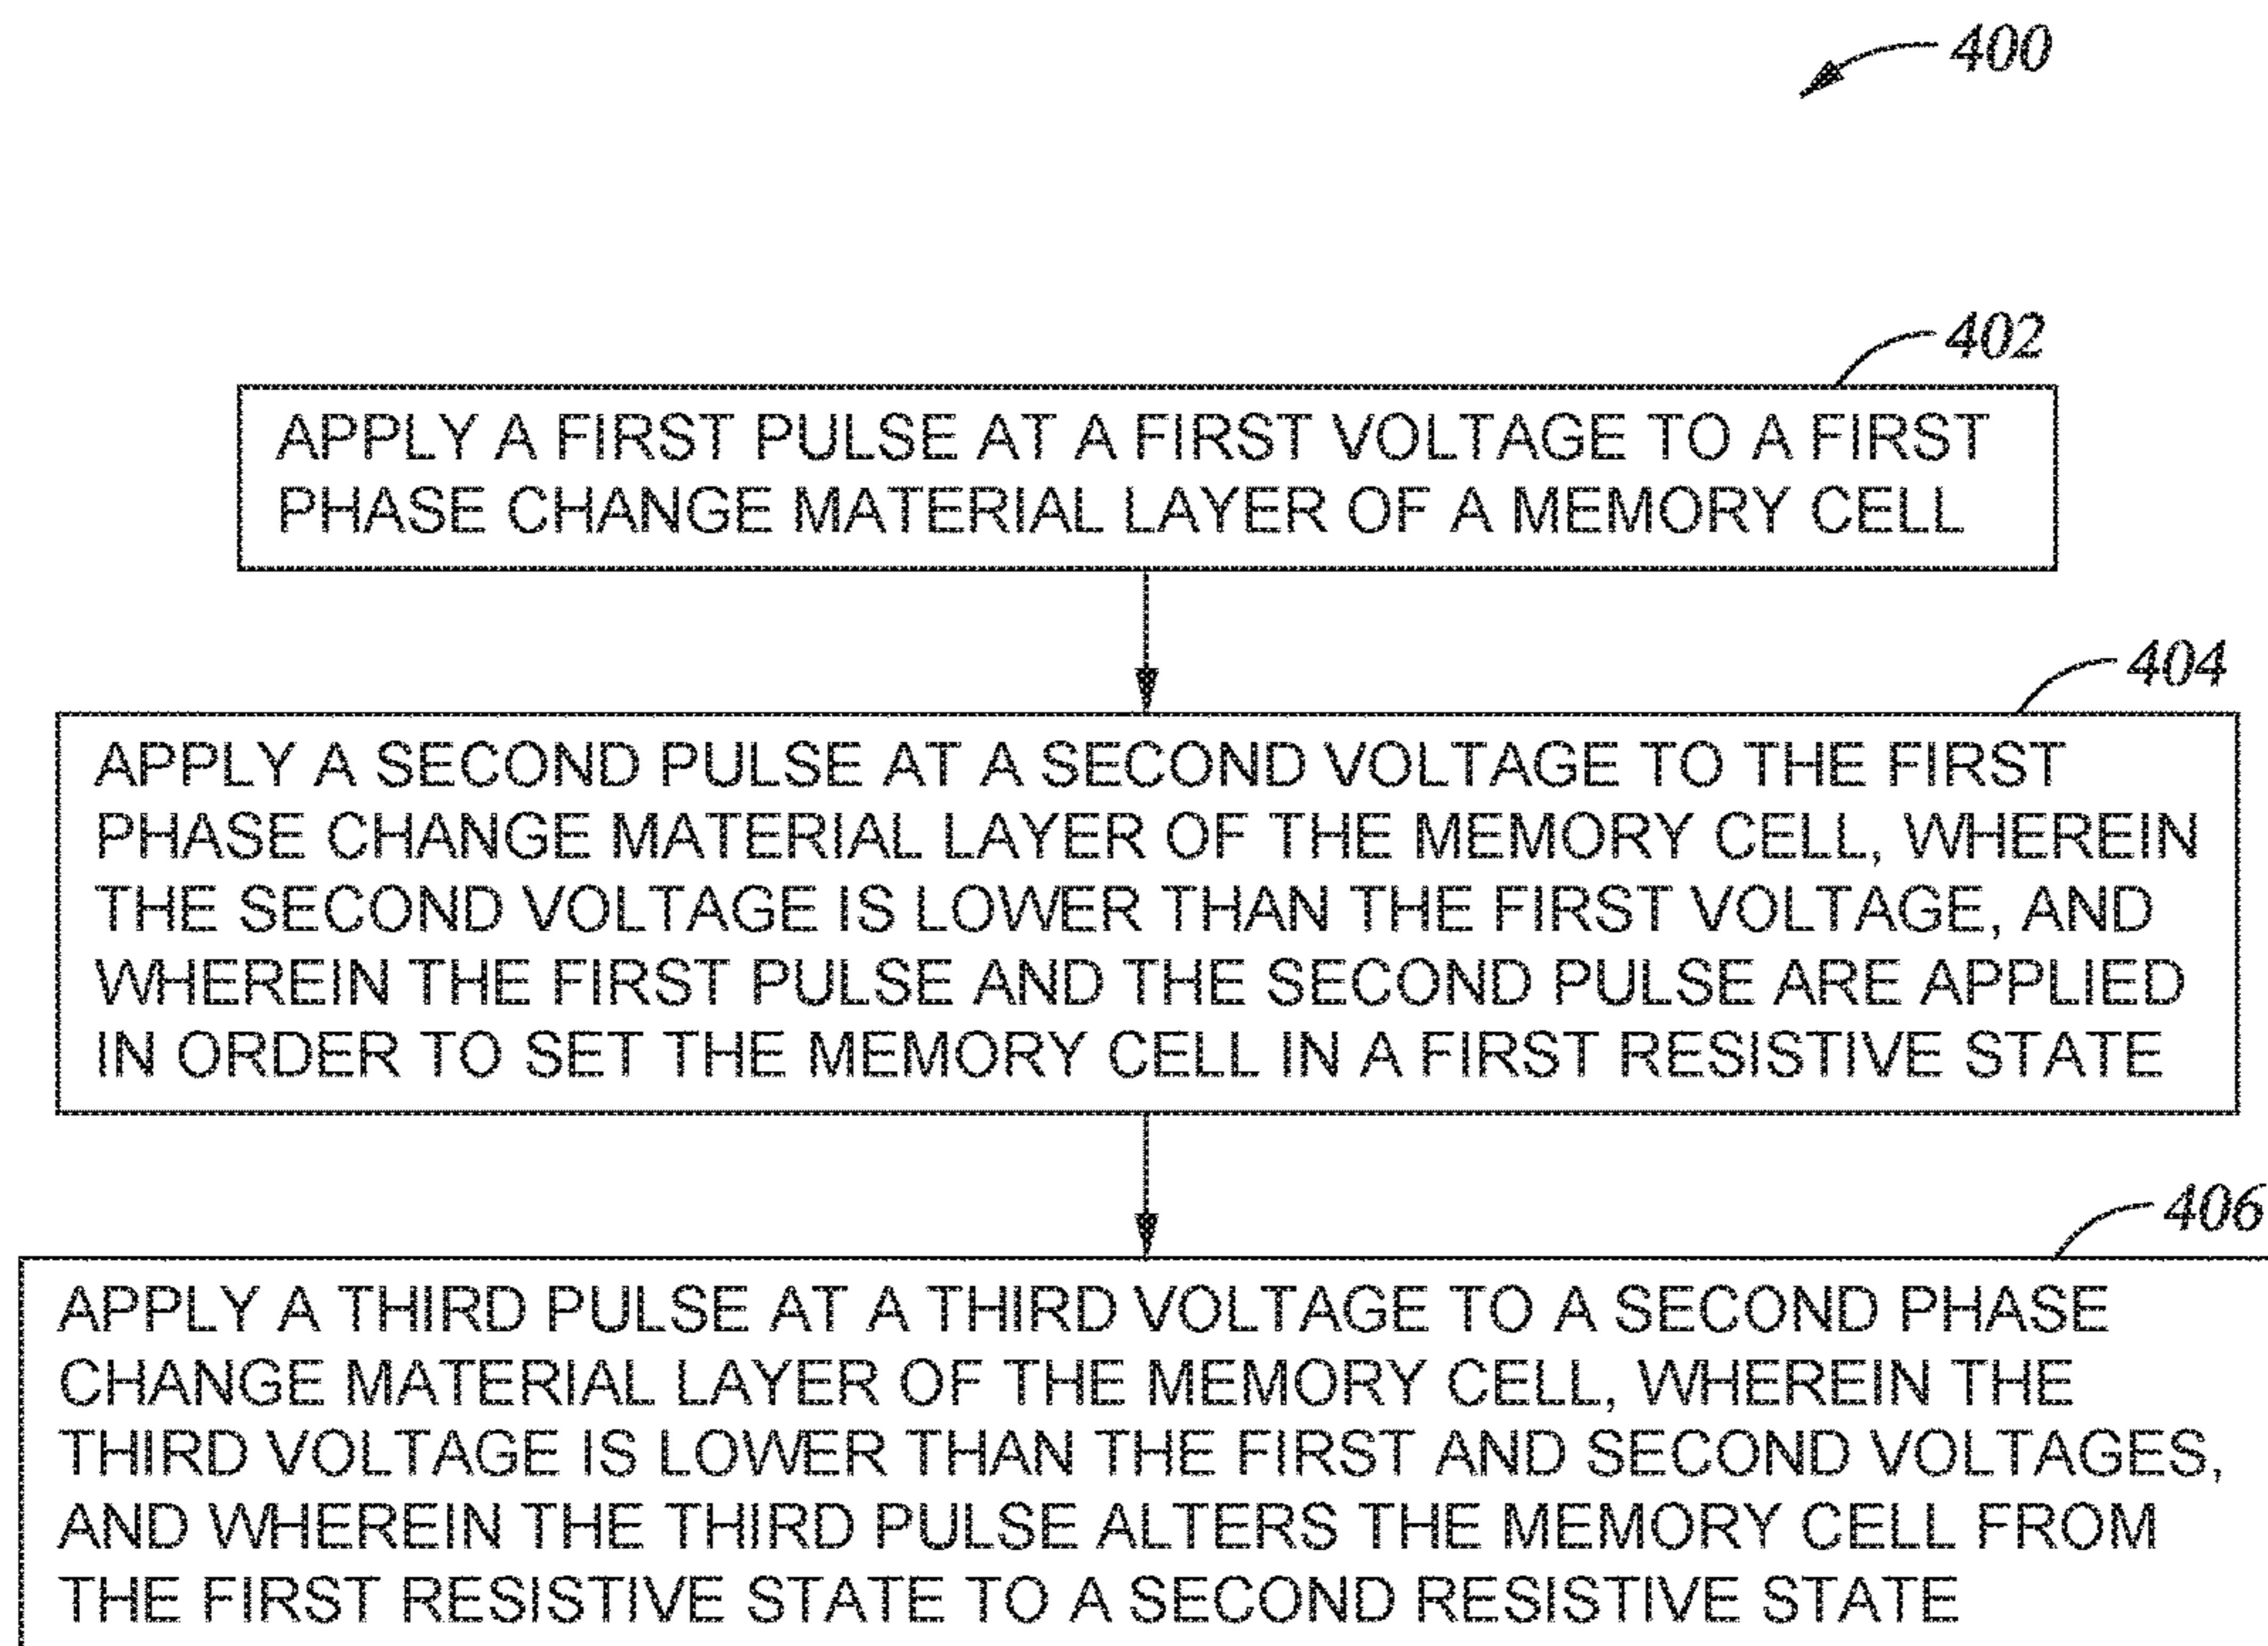 400
402
APPLY A FIRST PULSE AT A FIRST VOLTAGE TO A FIRST
PHASE CHANGE MATERIAL LAYER OF A MEMORY CELL
404
APPLY A SECOND PULSE AT A SECOND VOLTAGE TO THE FIRST
PHASE CHANGE MATERIAL LAYER OF THE MEMORY CELL, WHEREIN
THE SECOND VOLTAGE IS LOWER THAN THE FIRST VOLTAGE, AND
WHEREIN THE FIRST PULSE AND THE SECOND PULSE ARE APPLIED
IN ORDER TO SET THE MEMORY CELL IN A FIRST RESISTIVE STATE
406
APPLY A THIRD PULSE AT A THIRD VOLTAGE TO A SECOND PHASE
CHANGE MATERIAL LAYER OF THE MEMORY CELL, WHEREIN THE
THIRD VOLTAGE IS LOWER THAN THE FIRST AND SECOND VOLTAGES,
AND WHEREIN THE THIRD PULSE ALTERS THE MEMORY CELL FROM
THE FIRST RESISTIVE STATE TO A SECOND RESISTIVE STATE